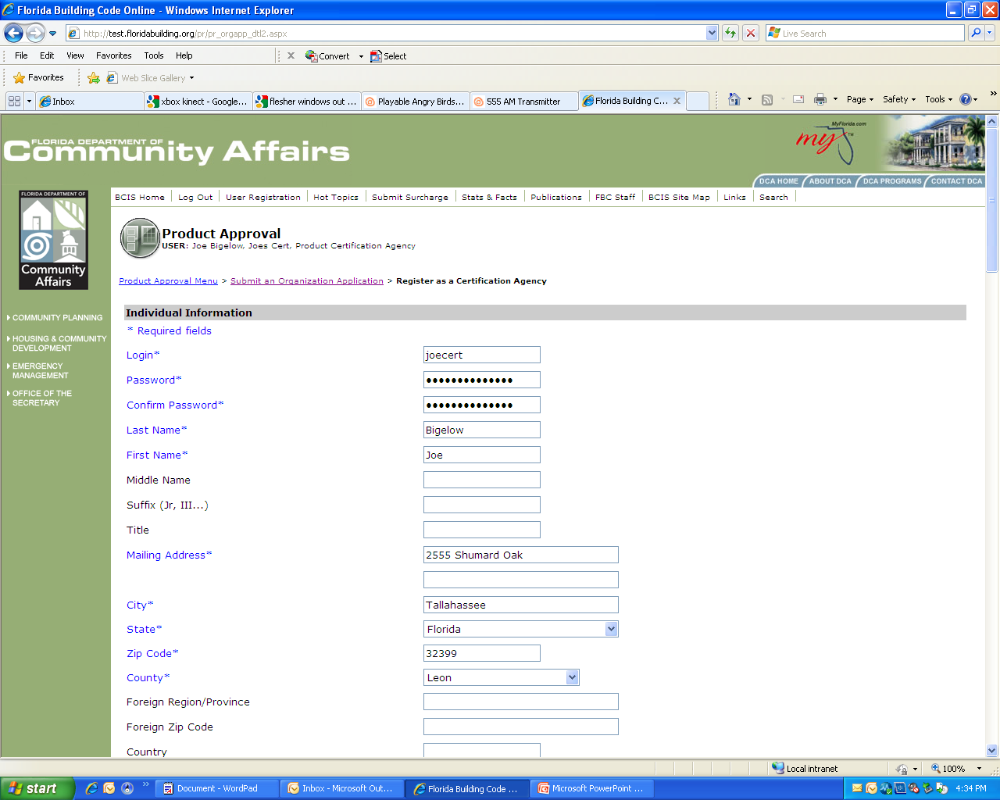 Florida Building Code Online - Windows Internet Explorer
http://test.floridabuilding.org/pr/pr_orgapp_dtl2.aspx
Live Search
File Edit View Favorites Tools Help
Convert Select
Favorites Web Slice Gallery
Inbox xbox kinect - Google... flesher windows out ... Playable Angry Birds... 555 AM Transmitter Florida Building C... Page Safety Tools
MyFlorida.com
my
FLORIDA DEPARTMENT OF
Community Affairs
DCA HOME ABOUT DCA DCA PROGRAMS CONTACT DCA
FLORIDA DEPARTMENT OF
Community
Affairs
BCIS Home Log Out User Registration Hot Topics Submit Surcharge Stats & Facts Publications FBC Staff BCIS Site Map Links Search
Product Approval
USER: Joe Bigelow, Joes Cert, Product Certification Agency
Product Approval Menu > Submit an Organization Application > Register as a Certification Agency
COMMUNITY PLANNING
HOUSING & COMMUNITY
DEVELOPMENT
EMERGENCY
MANAGEMENT
OFFICE OF THE
SECRETARY
Individual Information
* Required fields
Login* joecert
Password* ••••••••••••••
Confirm Password* ••••••••••••••
Last Name* Bigelow
First Name* Joe
Middle Name
Suffix (Jr, III...)
Title
Mailing Address* 2555 Shumard Oak
City* Tallahassee
State* Florida
Zip Code* 32399
County* Leon
Foreign Region/Province
Foreign Zip Code
Country
Local intranet 100%
start Document - WordPad Inbox - Microsoft Out... Florida Building Code ... Microsoft PowerPoint ... 4:34 PM